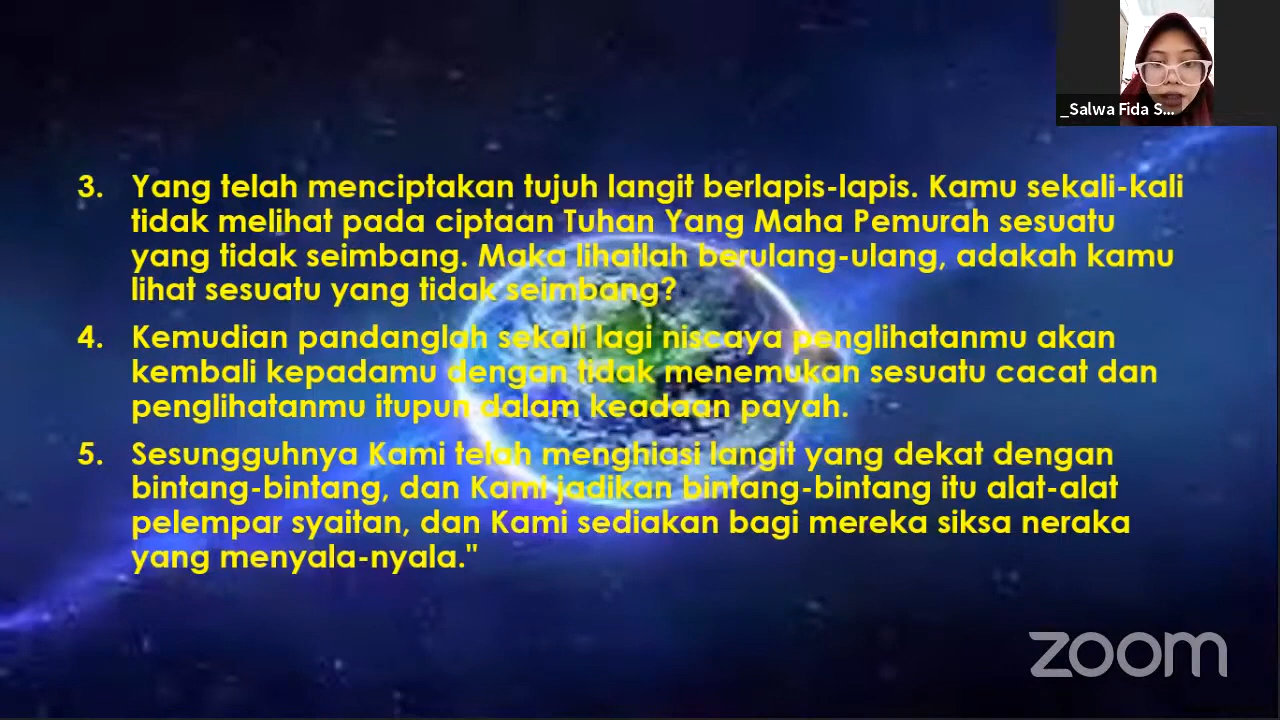 _Salwa Fida S...
3. Yang telah menciptakan tujuh langit berlapis-lapis. Kamu sekali-kali
tidak melihat pada ciptaan Tuhan Yang Maha Pemurah sesuatu
yang tidak seimbang. Maka lihatlah berulang-ulang, adakah kamu
lihat sesuatu yang tidak seimbang?
4. Kemudian pandanglah sekali lagi niscaya penglihatanmu akan
kembali kepadamu dengan tidak menemukan sesuatu cacat dan
penglihatanmu itupun dalam keadaan payah.
5. Sesungguhnya Kami telah menghiasi langit yang dekat dengan
bintang-bintang, dan Kami jadikan bintang-bintang itu alat-alat
pelempar syaitan, dan Kami sediakan bagi mereka siksa neraka
yang menyala-nyala."
zoom